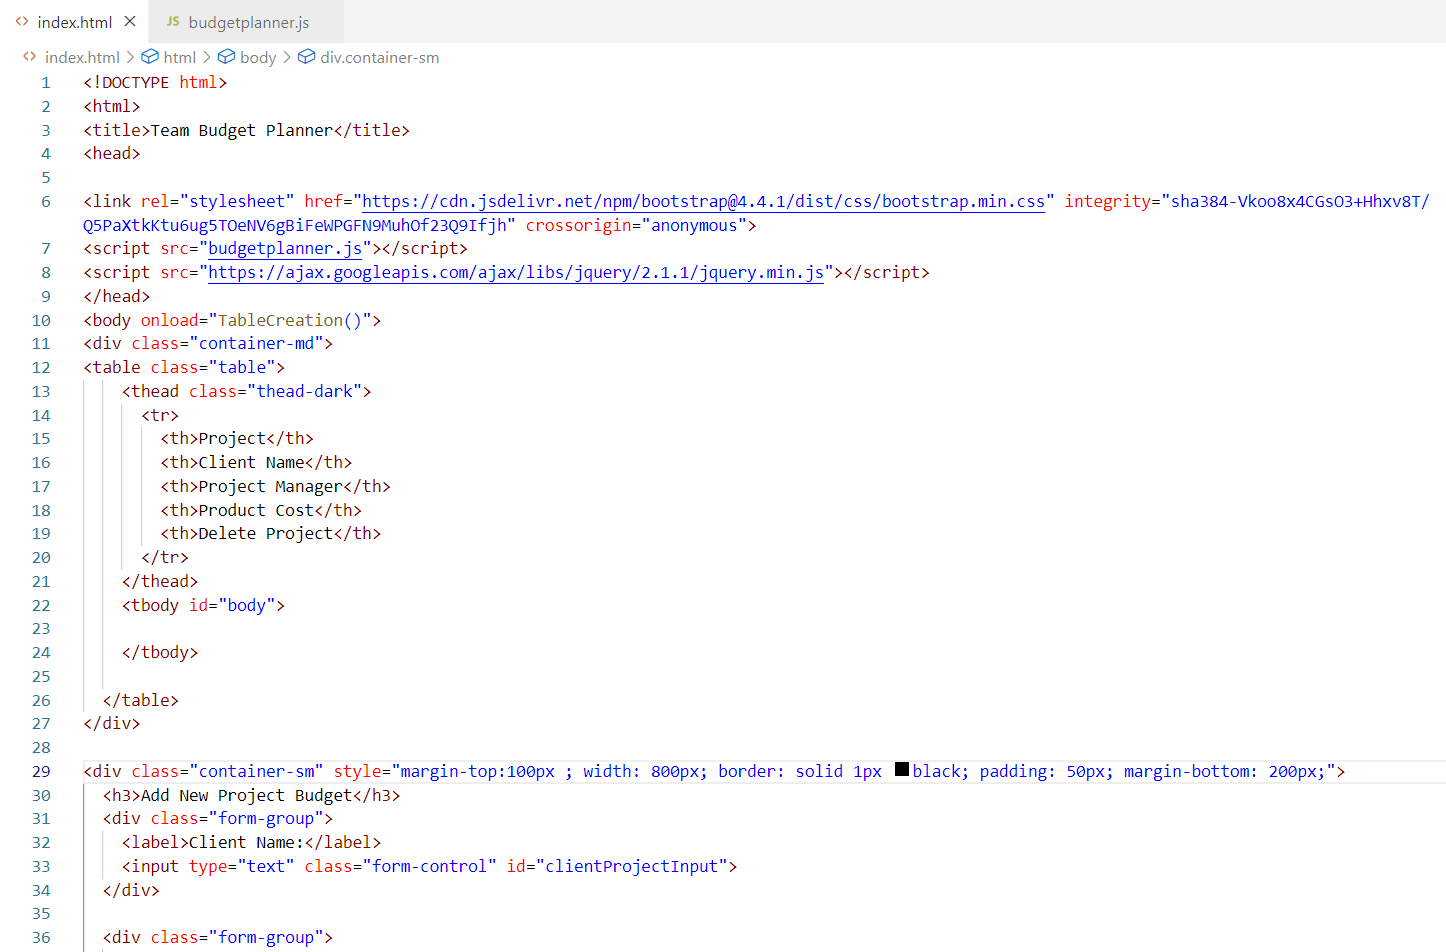 index.html
JS budgetplanner.js
index.html > html > body > div.container-sm
1 <!DOCTYPE html>
2 <html>
3 <title>Team Budget Planner</title>
4 <head>
5
6 <link rel="stylesheet" href="https://cdn.jsdelivr.net/npm/bootstrap@4.4.1/dist/css/bootstrap.min.css" integrity="sha384-Vkoo8x4CGsO3+Hhxv8T/
Q5PaXtkKtu6ug5TOeNV6gBiFeWPGFN9MuhOf23Q9Ifjh" crossorigin="anonymous">
7 <script src="budgetplanner.js"></script>
8 <script src="https://ajax.googleapis.com/ajax/libs/jquery/2.1.1/jquery.min.js"></script>
9 </head>
10 <body onload="TableCreation()">
11 <div class="container-md">
12 <table class="table">
13 <thead class="thead-dark">
14 <tr>
15 <th>Project</th>
16 <th>Client Name</th>
17 <th>Project Manager</th>
18 <th>Product Cost</th>
19 <th>Delete Project</th>
20 </tr>
21 </thead>
22 <tbody id="body">
23
24 </tbody>
25
26 </table>
27 </div>
28
29 <div class="container-sm" style="margin-top:100px ; width: 800px; border: solid 1px black; padding: 50px; margin-bottom: 200px;">
30 <h3>Add New Project Budget</h3>
31 <div class="form-group">
32 <label>Client Name:</label>
33 <input type="text" class="form-control" id="clientProjectInput">
34 </div>
35
36 <div class="form-group">